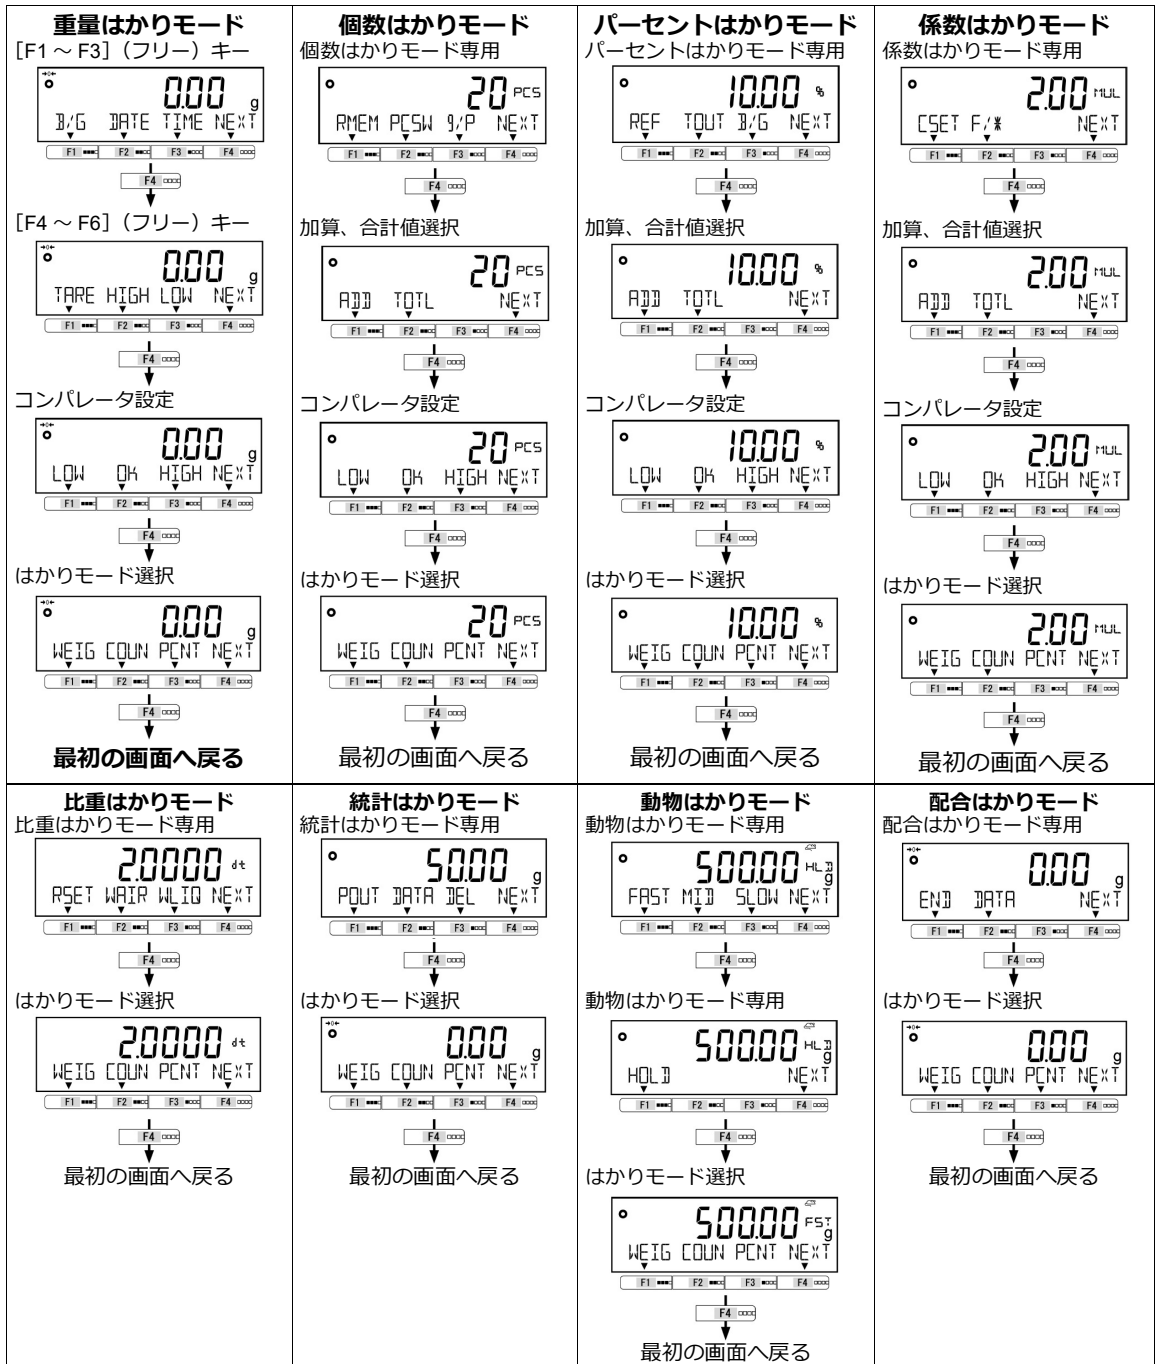 重量はかりモード
[F1 ~ F3](フリー)キー
→0←
0.00 g
B/G DATE TIME NEXT
F1 F2 F3 F4
F4
[F4 ~ F6](フリー)キー
→0←
0.00 g
TARE HIGH LOW NEXT
F1 F2 F3 F4
F4
コンパレータ設定
→0←
0.00 g
LOW OK HIGH NEXT
F1 F2 F3 F4
F4
はかりモード選択
→0←
0.00 g
WEIG COUN PCNT NEXT
F1 F2 F3 F4
F4
最初の画面へ戻る
個数はかりモード
個数はかりモード専用
20 PCS
RMEM PCSW g/P NEXT
F1 F2 F3 F4
F4
加算、合計値選択
20 PCS
ADD TOTL NEXT
F1 F2 F3 F4
F4
コンパレータ設定
20 PCS
LOW OK HIGH NEXT
F1 F2 F3 F4
F4
はかりモード選択
20 PCS
WEIG COUN PCNT NEXT
F1 F2 F3 F4
F4
最初の画面へ戻る
パーセントはかりモード
パーセントはかりモード専用
10.00 %
REF TOUT B/G NEXT
F1 F2 F3 F4
F4
加算、合計値選択
10.00 %
ADD TOTL NEXT
F1 F2 F3 F4
F4
コンパレータ設定
10.00 %
LOW OK HIGH NEXT
F1 F2 F3 F4
F4
はかりモード選択
10.00 %
WEIG COUN PCNT NEXT
F1 F2 F3 F4
F4
最初の画面へ戻る
係数はかりモード
係数はかりモード専用
2.00 MUL
CSET F/* NEXT
F1 F2 F3 F4
F4
加算、合計値選択
2.00 MUL
ADD TOTL NEXT
F1 F2 F3 F4
F4
コンパレータ設定
2.00 MUL
LOW OK HIGH NEXT
F1 F2 F3 F4
F4
はかりモード選択
2.00 MUL
WEIG COUN PCNT NEXT
F1 F2 F3 F4
F4
最初の画面へ戻る
比重はかりモード
比重はかりモード専用
2.0000 dt
RSET WAIR WLIQ NEXT
F1 F2 F3 F4
F4
はかりモード選択
2.0000 dt
WEIG COUN PCNT NEXT
F1 F2 F3 F4
F4
最初の画面へ戻る
統計はかりモード
統計はかりモード専用
50.00 g
POUT DATA DEL NEXT
F1 F2 F3 F4
F4
はかりモード選択
→0←
0.00 g
WEIG COUN PCNT NEXT
F1 F2 F3 F4
F4
最初の画面へ戻る
動物はかりモード
動物はかりモード専用
500.00 HLD g
FAST MID SLOW NEXT
F1 F2 F3 F4
F4
動物はかりモード専用
500.00 HLD g
HOLD NEXT
F1 F2 F3 F4
F4
はかりモード選択
500.00 FST g
WEIG COUN PCNT NEXT
F1 F2 F3 F4
F4
最初の画面へ戻る
配合はかりモード
配合はかりモード専用
→0←
0.00 g
END DATA NEXT
F1 F2 F3 F4
F4
はかりモード選択
→0←
0.00 g
WEIG COUN PCNT NEXT
F1 F2 F3 F4
F4
最初の画面へ戻る